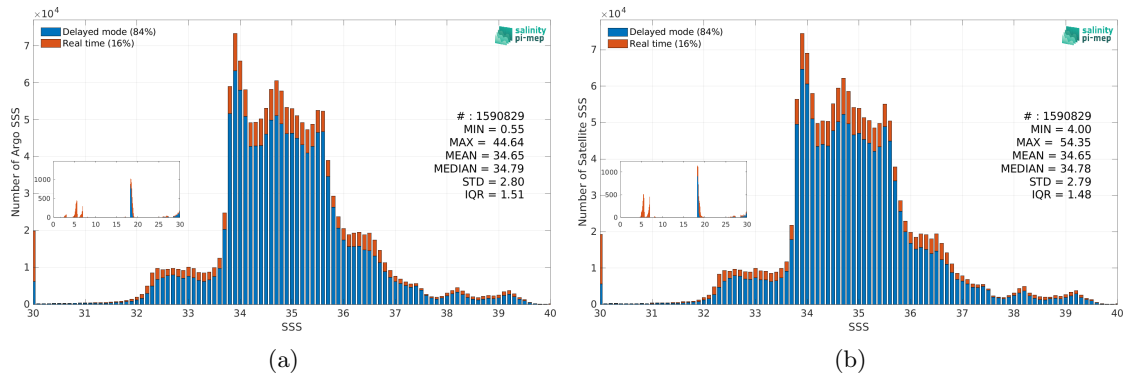 ×10⁴
Delayed mode (84%)
Real time (16%)
salinity
pi-mep
# : 1590829
MIN = 0.55
MAX = 44.64
MEAN = 34.65
MEDIAN = 34.79
STD = 2.80
IQR = 1.51
Number of Argo SSS
7
6
5
4
3
2
1
0
1000
500
0
0 5 10 15 20 25 30
30 31 32 33 34 35 36 37 38 39 40
SSS
(a)
×10⁴
Delayed mode (84%)
Real time (16%)
salinity
pi-mep
# : 1590829
MIN = 4.00
MAX = 54.35
MEAN = 34.65
MEDIAN = 34.78
STD = 2.79
IQR = 1.48
Number of Satellite SSS
7
6
5
4
3
2
1
0
1000
500
0
0 5 10 15 20 25 30
30 31 32 33 34 35 36 37 38 39 40
SSS
(b)